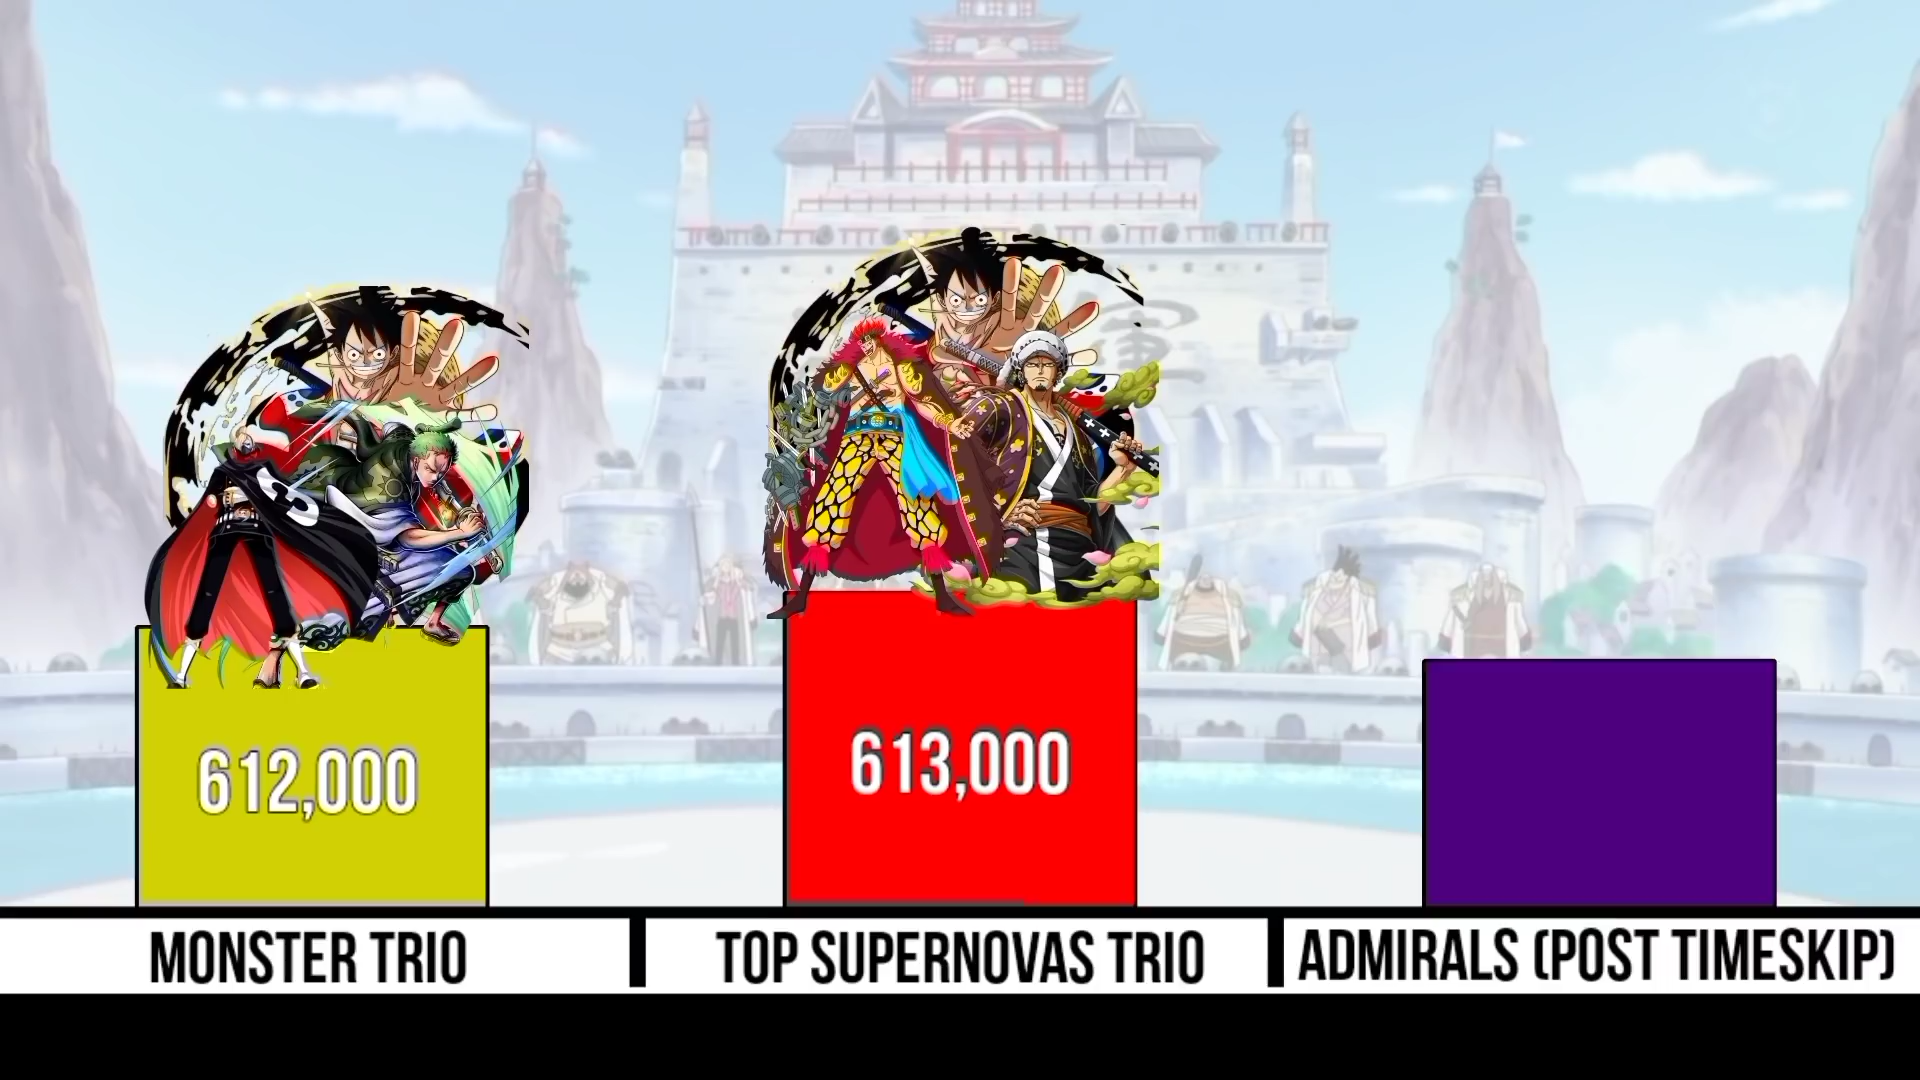 612,000
613,000
MONSTER TRIO
TOP SUPERNOVAS TRIO
ADMIRALS (POST TIMESKIP)